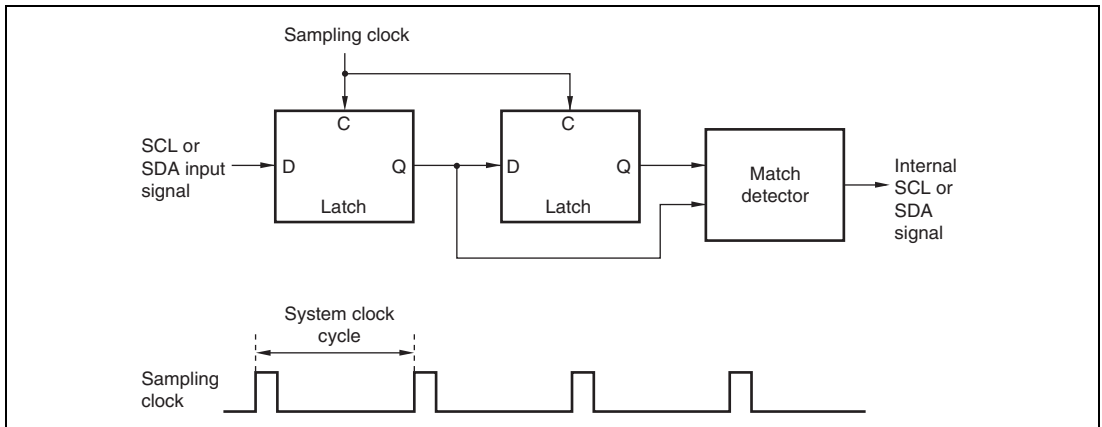 Sampling clock
C
C
SCL or
SDA input
signal
D
Q
Latch
D
Q
Latch
Match
detector
Internal
SCL or
SDA
signal
System clock
cycle
Sampling
clock